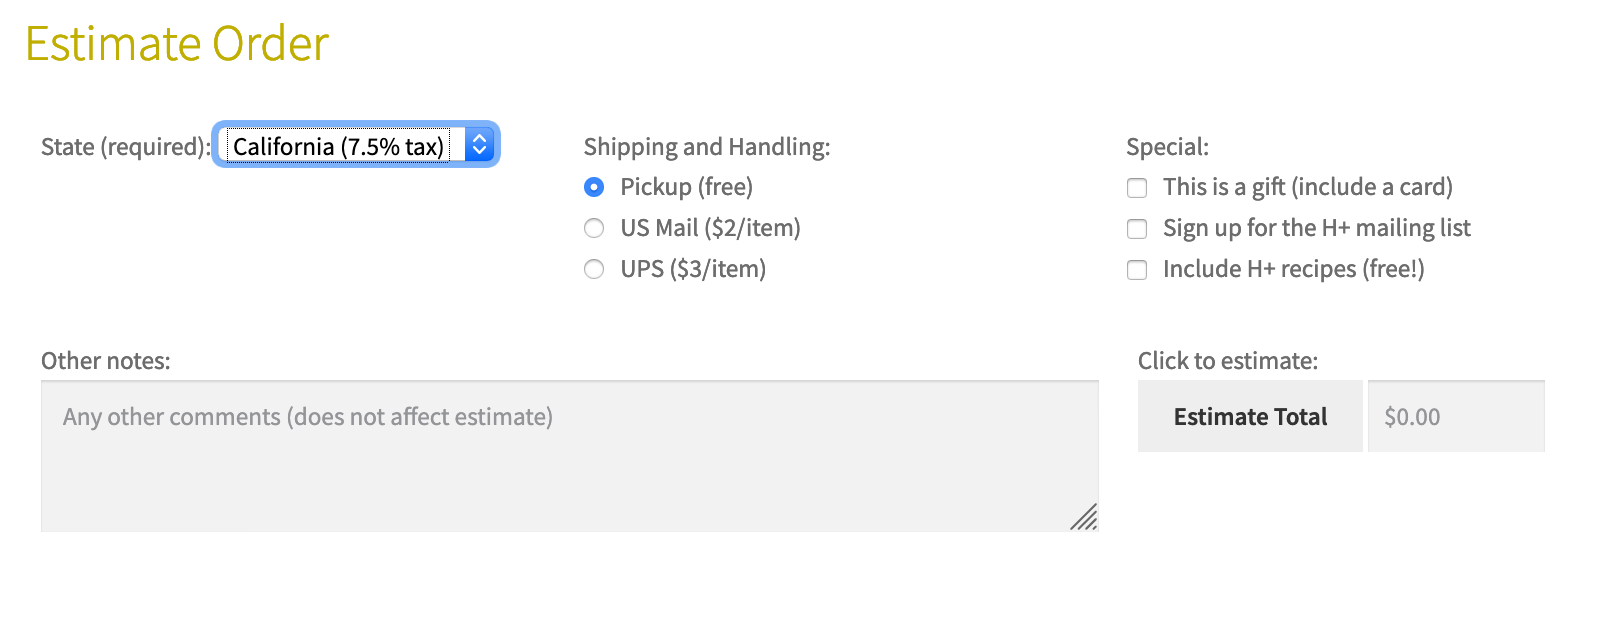 Estimate Order
State (required): California (7.5% tax)
Shipping and Handling:
Pickup (free)
US Mail ($2/item)
UPS ($3/item)
Special:
This is a gift (include a card)
Sign up for the H+ mailing list
Include H+ recipes (free!)
Other notes:
Any other comments (does not affect estimate)
Click to estimate:
Estimate Total $0.00